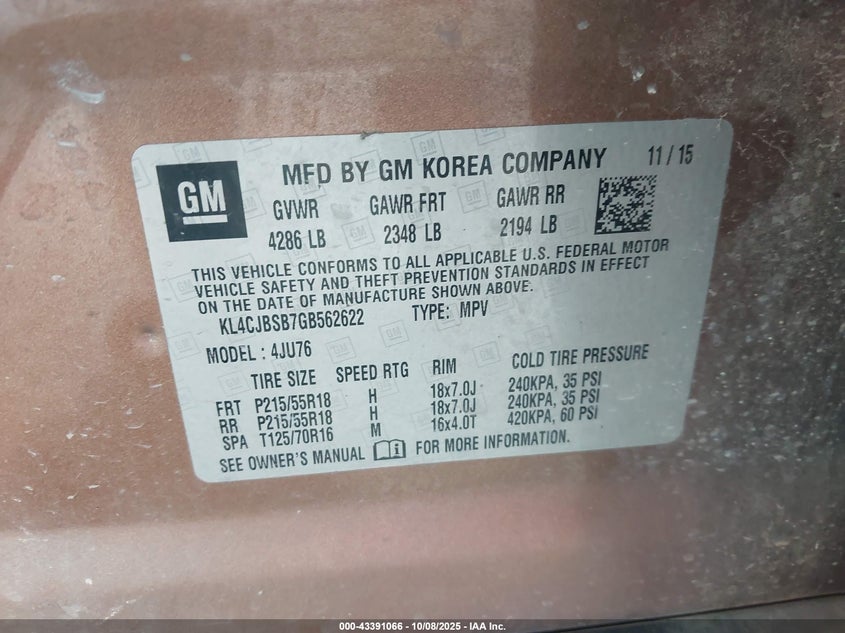 GM
MFD BY GM KOREA COMPANY 11 / 15
GVWR GAWR FRT GAWR RR
4286 LB 2348 LB 2194 LB
THIS VEHICLE CONFORMS TO ALL APPLICABLE U.S. FEDERAL MOTOR
VEHICLE SAFETY AND THEFT PREVENTION STANDARDS IN EFFECT
ON THE DATE OF MANUFACTURE SHOWN ABOVE.
KL4CJBSB7GB562622 TYPE: MPV
MODEL : 4JU76
TIRE SIZE SPEED RTG RIM COLD TIRE PRESSURE
FRT P215/55R18 H 18x7.0J 240KPA, 35 PSI
RR P215/55R18 H 18x7.0J 240KPA, 35 PSI
SPA T125/70R16 M 16x4.0T 420KPA, 60 PSI
SEE OWNER'S MANUAL FOR MORE INFORMATION.
000-43391066 - 10/08/2025 - IAA Inc.